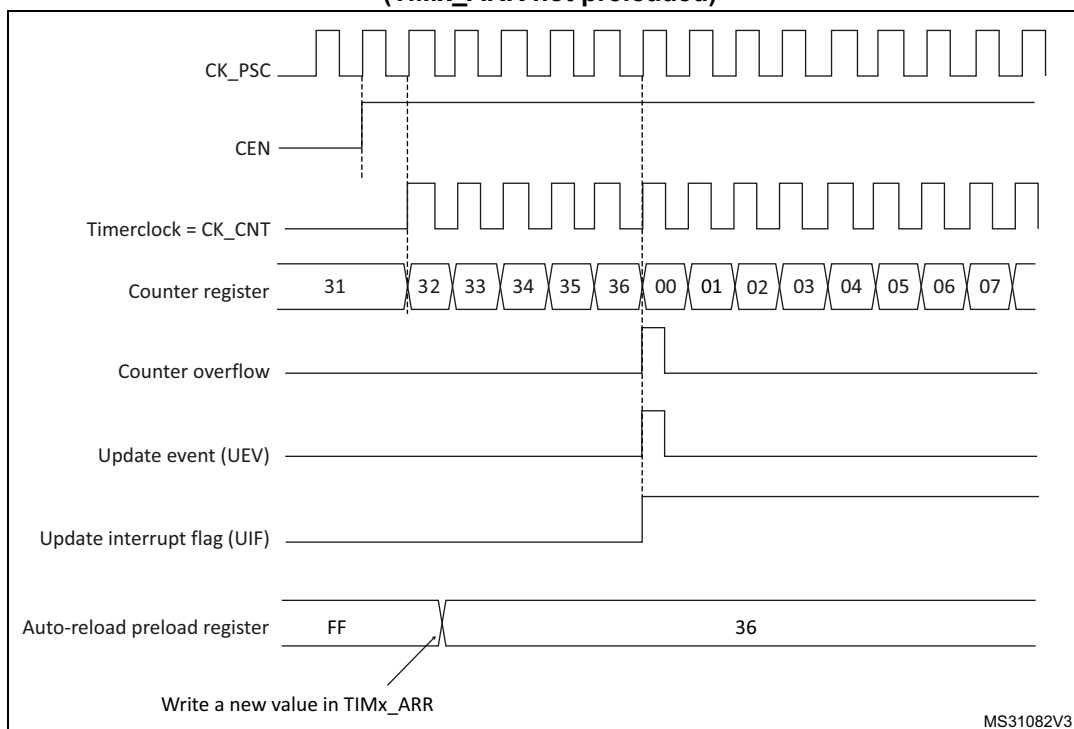 (TIMx_ARR not preloaded)
CK_PSC
CEN
Timerclock = CK_CNT
Counter register 31 32 33 34 35 36 00 01 02 03 04 05 06 07
Counter overflow
Update event (UEV)
Update interrupt flag (UIF)
Auto-reload preload register FF 36
Write a new value in TIMx_ARR
MS31082V3